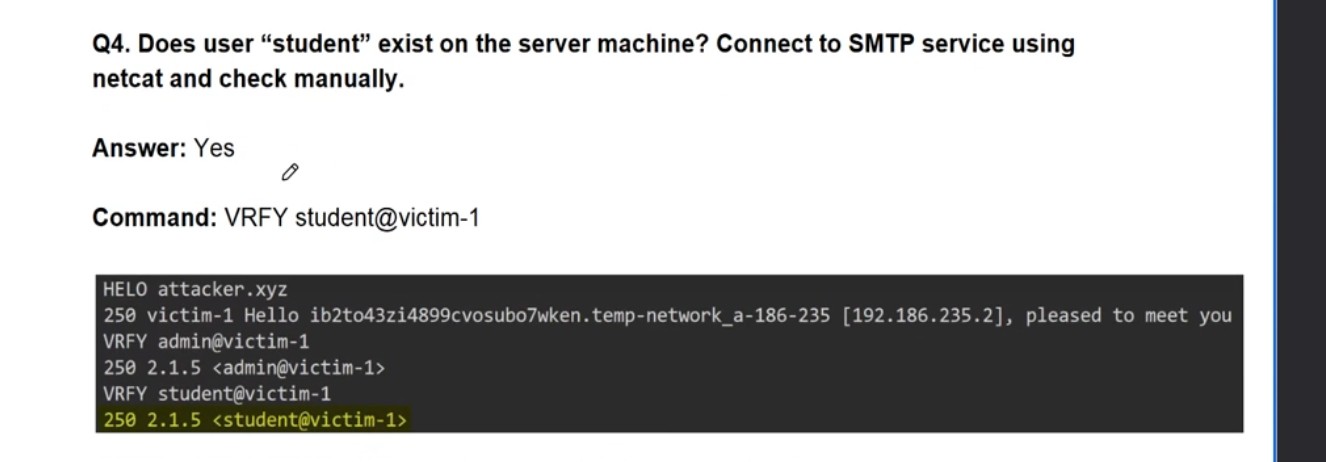 Q4. Does user “student” exist on the server machine? Connect to SMTP service using
netcat and check manually.
Answer: Yes
Command: VRFY student@victim-1
HELO attacker.xyz
250 victim-1 Hello ib2to43zi4899cvosubo7wken.temp-network_a-186-235 [192.186.235.2], pleased to meet you
VRFY admin@victim-1
250 2.1.5 <admin@victim-1>
VRFY student@victim-1
250 2.1.5 <student@victim-1>